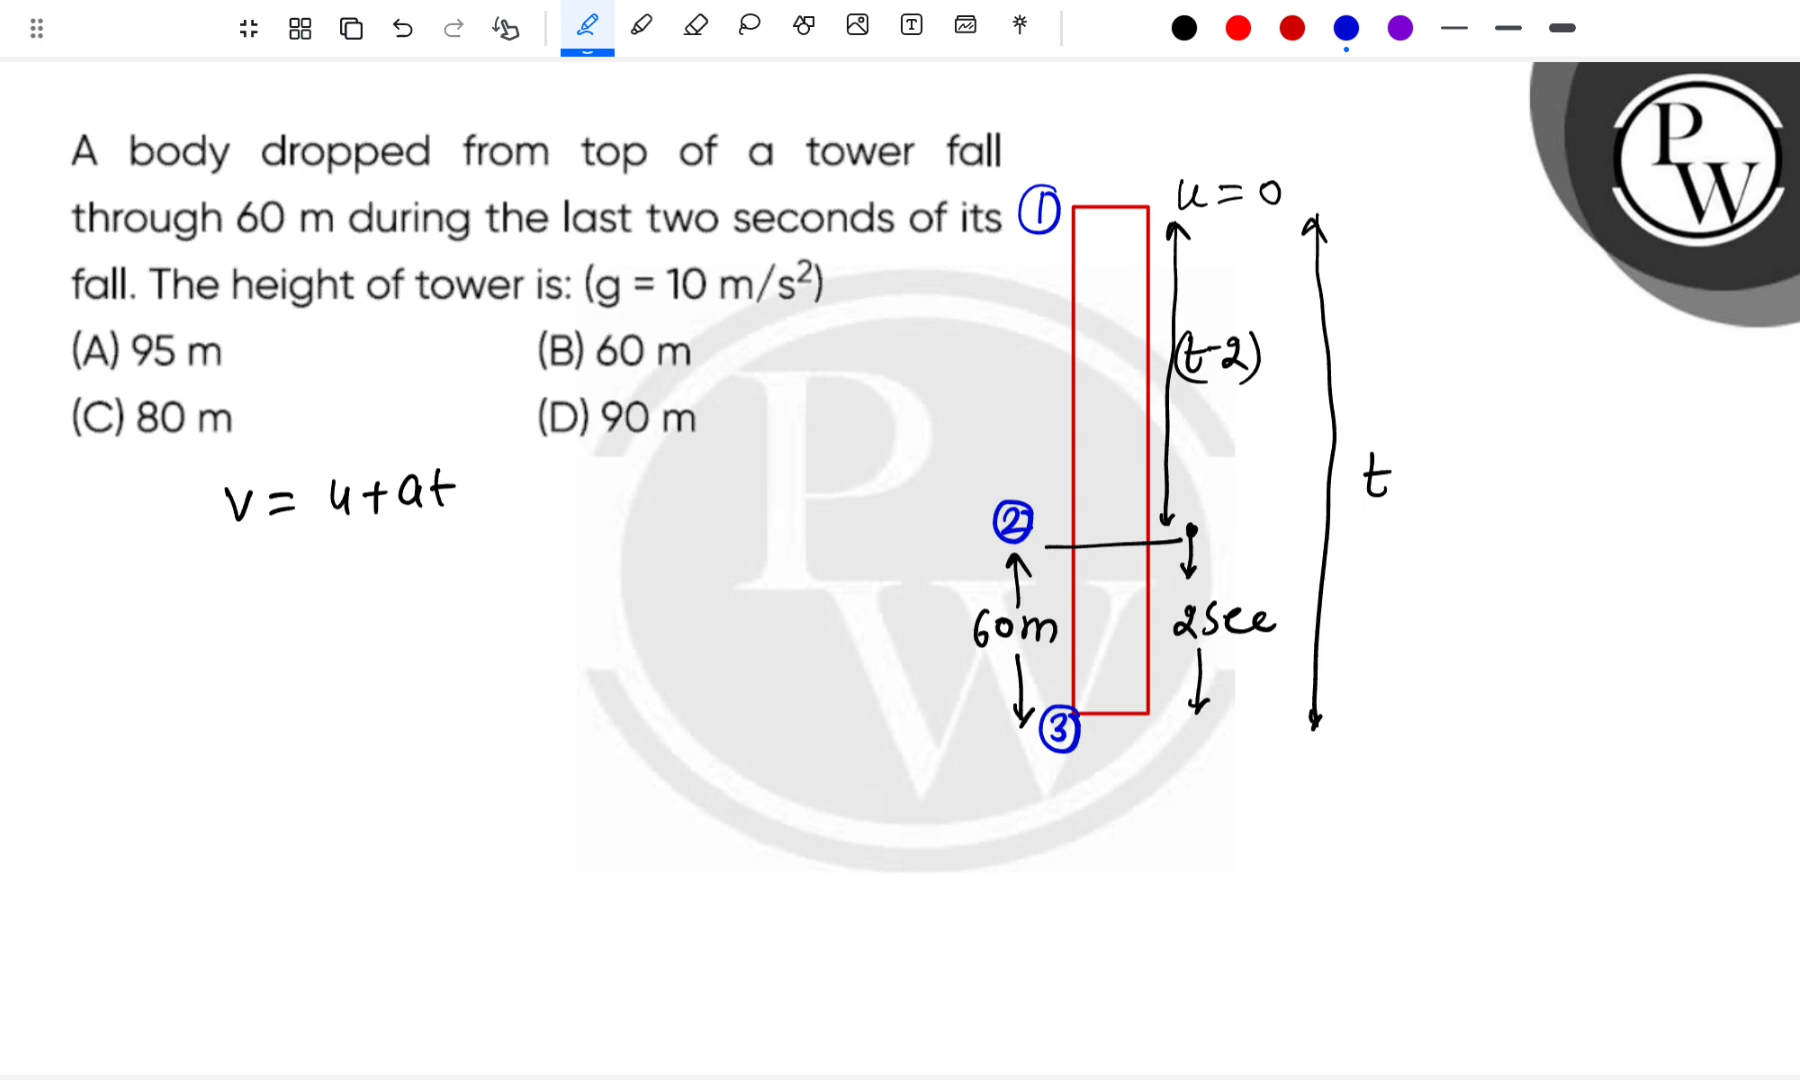 A body dropped from top of a tower fall
through 60 m during the last two seconds of its
fall. The height of tower is: (g = 10 m/s²)
(A) 95 m (B) 60 m
(C) 80 m (D) 90 m
v = u+at
①
u = 0
(t-2)
t
②
60m
2sec
③
P
W
P
W
T